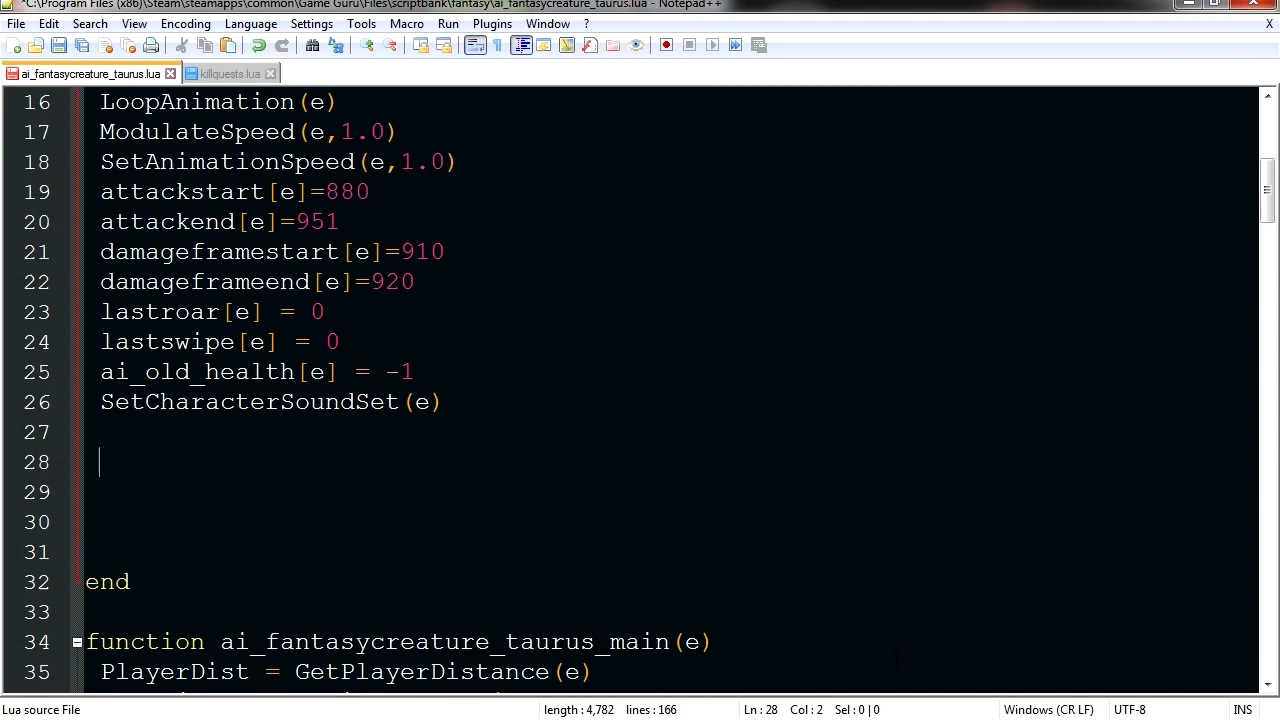 *C:\Program Files (x86)\Steam\steamapps\common\Game Guru\Files\scriptbank\fantasy\ai_fantasycreature_taurus.lua - Notepad++
File Edit Search View Encoding Language Settings Tools Macro Run Plugins Window ? X
ai_fantasycreature_taurus.lua killquests.lua
16 LoopAnimation(e)
17 ModulateSpeed(e,1.0)
18 SetAnimationSpeed(e,1.0)
19 attackstart[e]=880
20 attackend[e]=951
21 damageframestart[e]=910
22 damageframeend[e]=920
23 lastroar[e] = 0
24 lastswipe[e] = 0
25 ai_old_health[e] = -1
26 SetCharacterSoundSet(e)
27
28
29
30
31
32 end
33
34 function ai_fantasycreature_taurus_main(e)
35 PlayerDist = GetPlayerDistance(e)
Lua source File length : 4,782 lines : 166 Ln : 28 Col : 2 Sel : 0 | 0 Windows (CR LF) UTF-8 INS